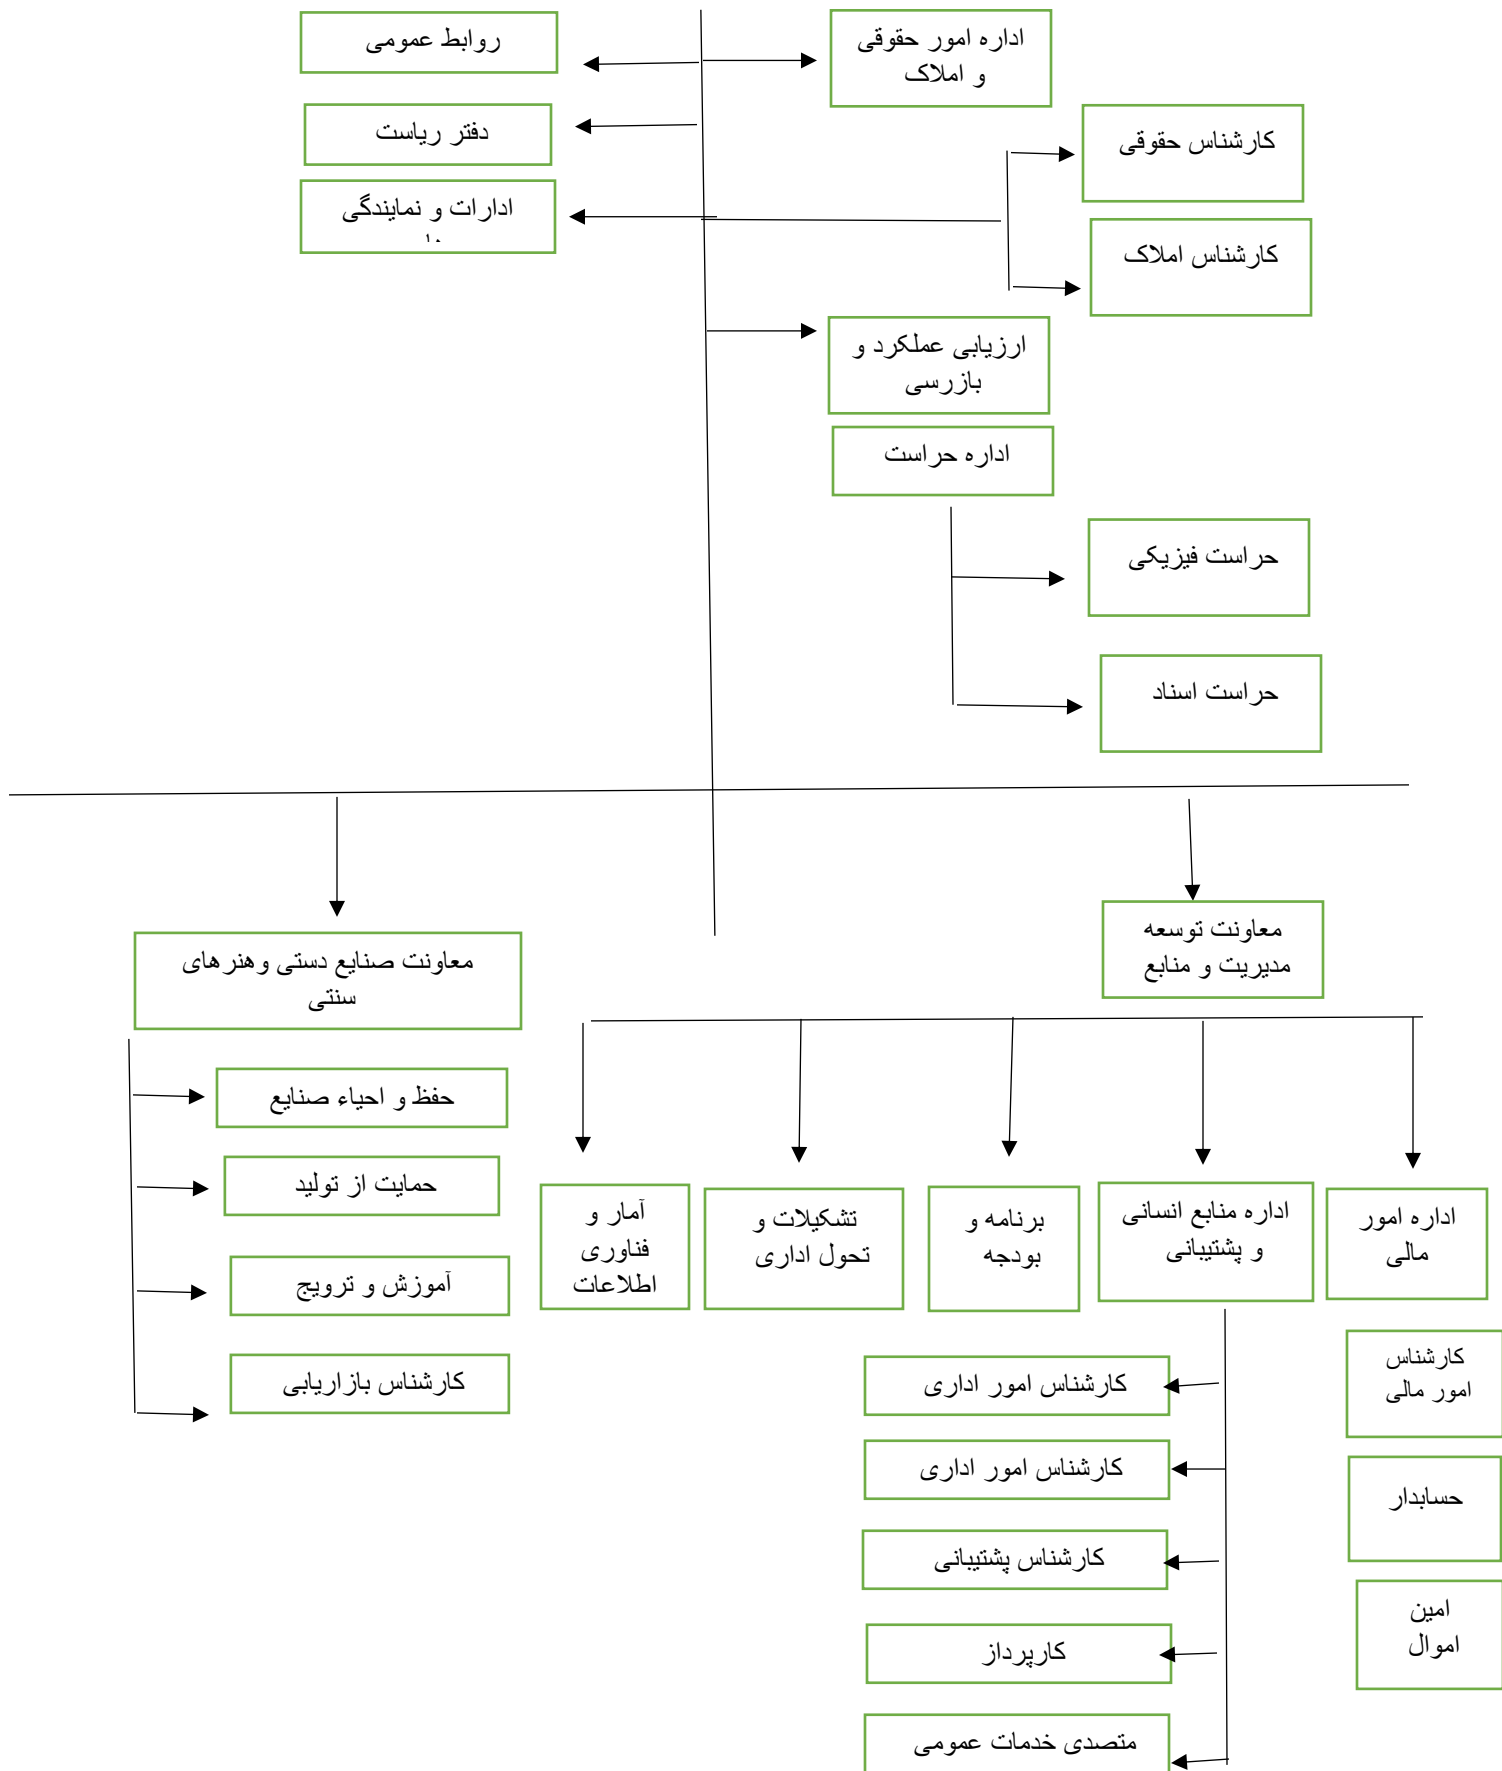 روابط عمومی
اداره امور حقوقی
و املاک
دفتر ریاست
کارشناس حقوقی
ادارات و نمایندگی
کارشناس املاک
ارزیابی عملکرد و
بازرسی
اداره حراست
حراست فیزیکی
حراست اسناد
معاونت توسعه
مدیریت و منابع
معاونت صنایع دستی وهنرهای
سنتی
حفظ و احیاء صنایع
حمایت از تولید
آموزش و ترویج
کارشناس بازاریابی
اداره امور
مالی
اداره منابع انسانی
و پشتیبانی
برنامه و
بودجه
تشکیلات و
تحول اداری
آمار و
فناوری
اطلاعات
کارشناس
امور مالی
حسابدار
امین
اموال
کارشناس امور اداری
کارشناس امور اداری
کارشناس پشتیبانی
کارپرداز
متصدی خدمات عمومی